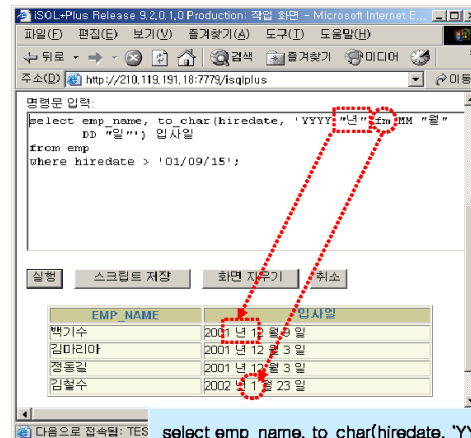 iSQL*Plus Release 9.2.0.1.0 Production: 작업 화면 - Microsoft Internet E...
파일(F) 편집(E) 보기(V) 즐겨찾기(A) 도구(T) 도움말(H)
뒤로 검색 즐겨찾기 미디어
주소(D) http://210.119.191.18:7779/isqlplus 이동
명령문 입력:
select emp_name, to_char(hiredate, 'YYYY "년" fm MM "월"
DD "일"') 입사일
from emp
where hiredate > '01/09/15';
실행 스크립트 저장 화면 지우기 취소
EMP_NAME 입사일
백기수 2001 년 12 월 9 일
김마리아 2001 년 12 월 3 일
정동길 2001 년 12 월 3 일
김철수 2002 년 1 월 23 일
다음으로 접속됨: TES
select emp_name, to_char(hiredate, 'YY